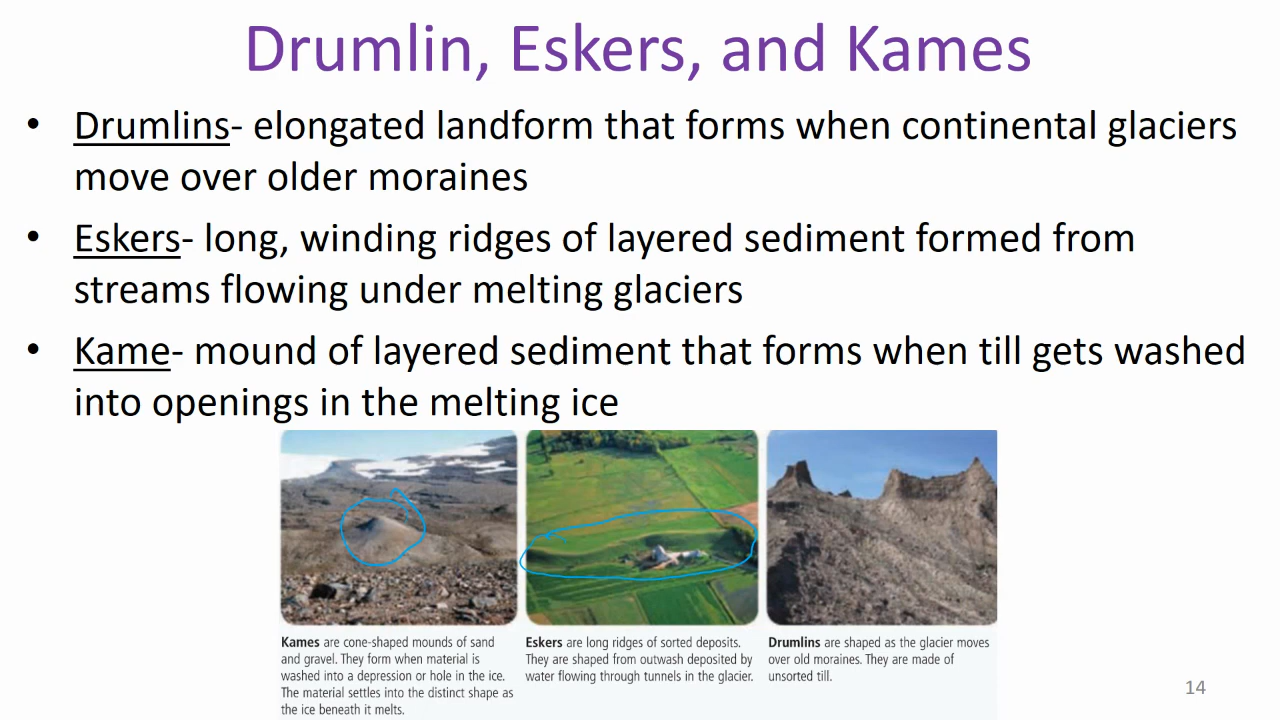 Drumlin, Eskers, and Kames
• Drumlins- elongated landform that forms when continental glaciers
move over older moraines
• Eskers- long, winding ridges of layered sediment formed from
streams flowing under melting glaciers
• Kame- mound of layered sediment that forms when till gets washed
into openings in the melting ice
Kames are cone-shaped mounds of sand
and gravel. They form when material is
washed into a depression or hole in the ice.
The material settles into the distinct shape as
the ice beneath it melts.
Eskers are long ridges of sorted deposits.
They are shaped from outwash deposited by
water flowing through tunnels in the glacier.
Drumlins are shaped as the glacier moves
over old moraines. They are made of
unsorted till.
14